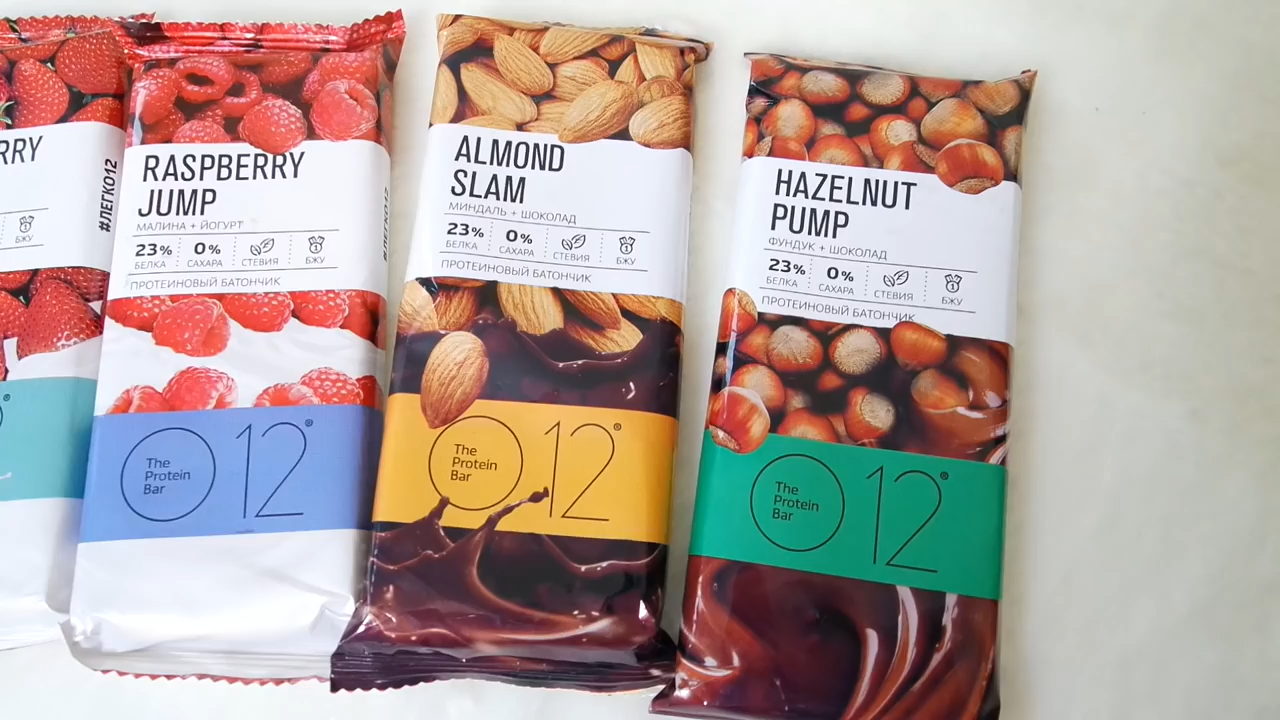 RRY
#ЛЕГКО12
БЖУ
RASPBERRY
JUMP
МАЛИНА + ЙОГУРТ
23% 0%
БЕЛКА САХАРА СТЕВИЯ БЖУ
ПРОТЕИНОВЫЙ БАТОНЧИК
The
Protein
Bar
12®
ALMOND
SLAM
МИНДАЛЬ + ШОКОЛАД
23% 0%
БЕЛКА САХАРА СТЕВИЯ БЖУ
ПРОТЕИНОВЫЙ БАТОНЧИК
The
Protein
Bar
12®
HAZELNUT
PUMP
ФУНДУК + ШОКОЛАД
23% 0%
БЕЛКА САХАРА СТЕВИЯ БЖУ
ПРОТЕИНОВЫЙ БАТОНЧИК
The
Protein
Bar
12®